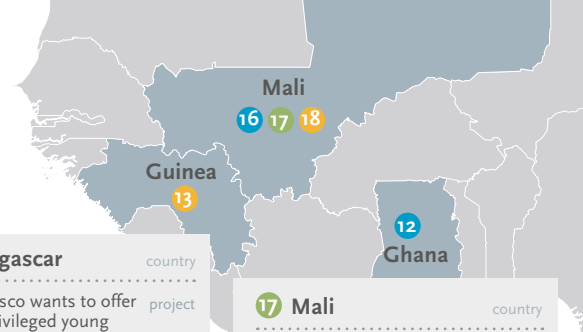 Mali
16 17 18
Guinea
13
12
Ghana
gascar country
sco wants to offer project
ivileged young
17 Mali country